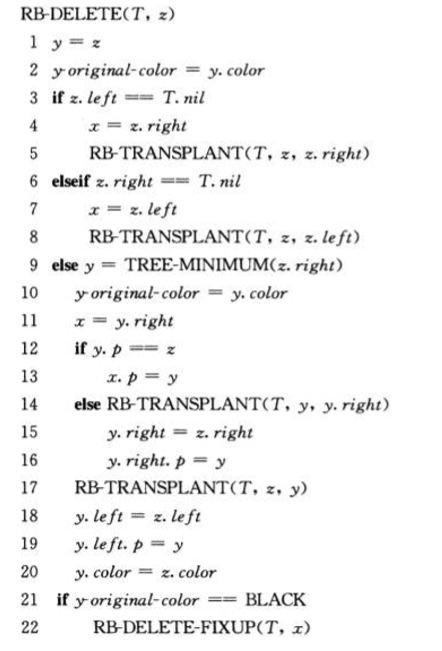 RB-DELETE(T, z)
1 y = z
2 y-original-color = y. color
3 if z. left == T. nil
4 x = z. right
5 RB-TRANSPLANT(T, z, z. right)
6 elseif z. right == T. nil
7 x = z. left
8 RB-TRANSPLANT(T, z, z. left)
9 else y = TREE-MINIMUM(z. right)
10 y-original-color = y. color
11 x = y. right
12 if y. p == z
13 x. p = y
14 else RB-TRANSPLANT(T, y, y. right)
15 y. right = z. right
16 y. right. p = y
17 RB-TRANSPLANT(T, z, y)
18 y. left = z. left
19 y. left. p = y
20 y. color = z. color
21 if y-original-color == BLACK
22 RB-DELETE-FIXUP(T, x)